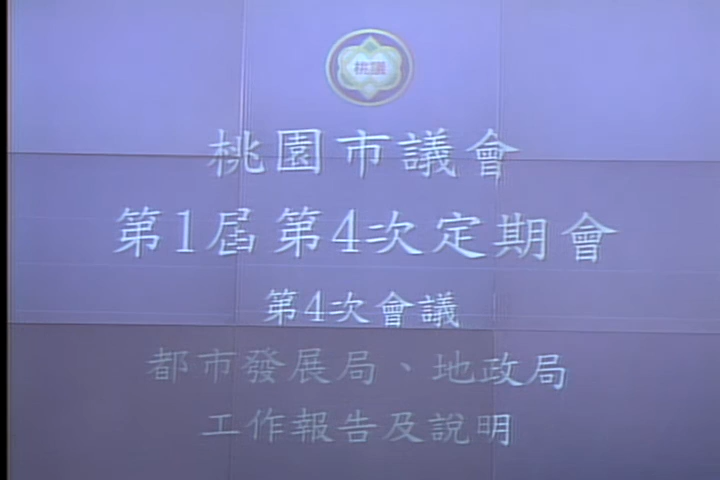 桃議
桃園市議會
第1屆第4次定期會
第4次會議
都市發展局、地政局
工作報告及說明